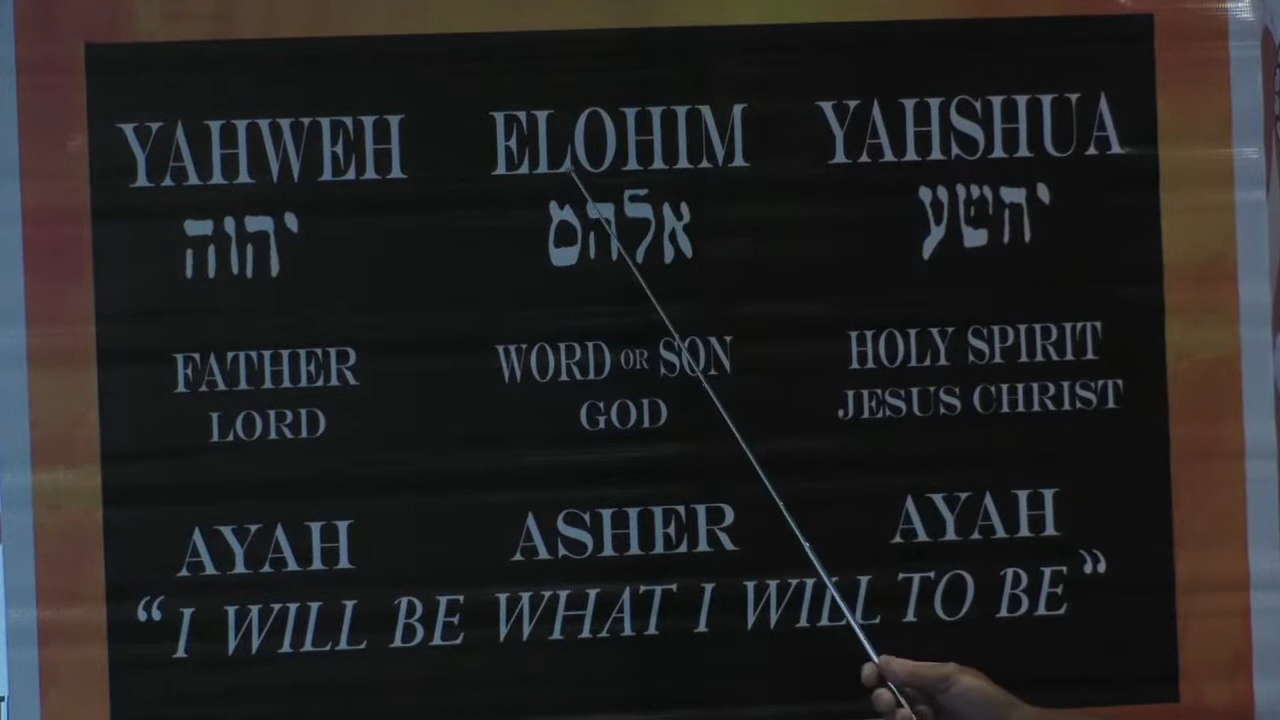 YAHWEH ELOHIM YAHSHUA
יהוה אלהם יהשע
FATHER WORD OR SON HOLY SPIRIT
LORD GOD JESUS CHRIST
AYAH ASHER AYAH
“I WILL BE WHAT I WILL TO BE”